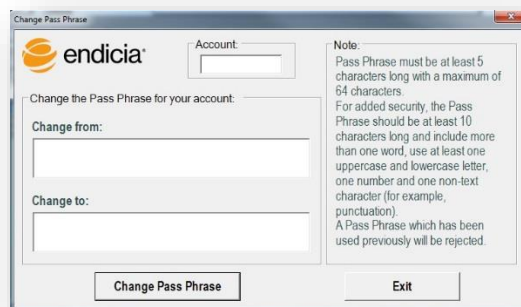 Change Pass Phrase
endicia
Account:
Change the Pass Phrase for your account:
Change from:
Change to:
Change Pass Phrase
Note:
Pass Phrase must be at least 5
characters long with a maximum of
64 characters.
For added security, the Pass
Phrase should be at least 10
characters long and include more
than one word, use at least one
uppercase and lowercase letter,
one number and one non-text
character (for example,
punctuation).
A Pass Phrase which has been
used previously will be rejected.
Exit